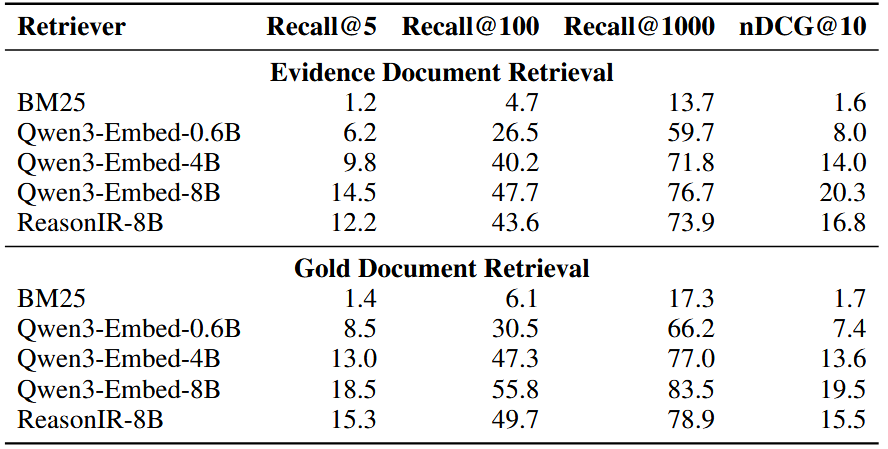 Retriever Recall@5 Recall@100 Recall@1000 nDCG@10
Evidence Document Retrieval
BM25 1.2 4.7 13.7 1.6
Qwen3-Embed-0.6B 6.2 26.5 59.7 8.0
Qwen3-Embed-4B 9.8 40.2 71.8 14.0
Qwen3-Embed-8B 14.5 47.7 76.7 20.3
ReasonIR-8B 12.2 43.6 73.9 16.8
Gold Document Retrieval
BM25 1.4 6.1 17.3 1.7
Qwen3-Embed-0.6B 8.5 30.5 66.2 7.4
Qwen3-Embed-4B 13.0 47.3 77.0 13.6
Qwen3-Embed-8B 18.5 55.8 83.5 19.5
ReasonIR-8B 15.3 49.7 78.9 15.5